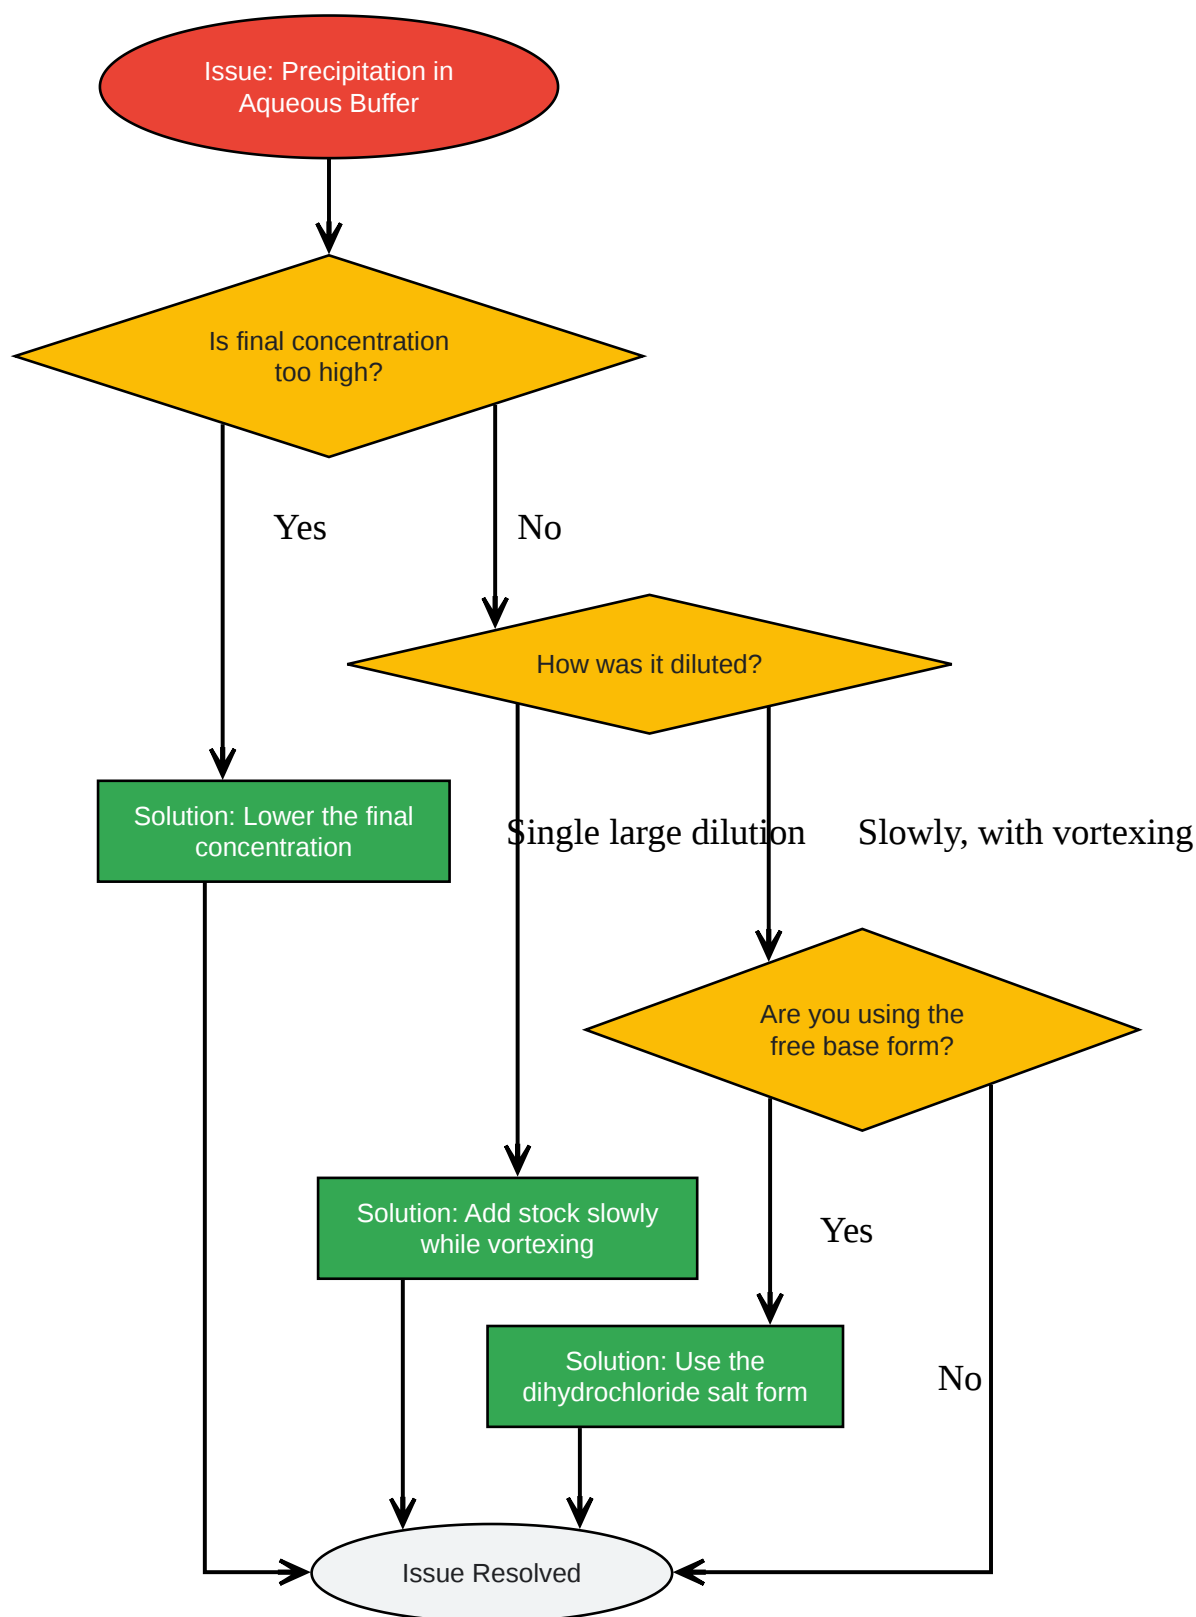 Issue: Precipitation in
Aqueous Buffer
Is final concentration
too high?
Yes
No
How was it diluted?
Solution: Lower the final
concentration
Single large dilution
Slowly, with vortexing
Are you using the
free base form?
Solution: Add stock slowly
while vortexing
Yes
Solution: Use the
dihydrochloride salt form
No
Issue Resolved